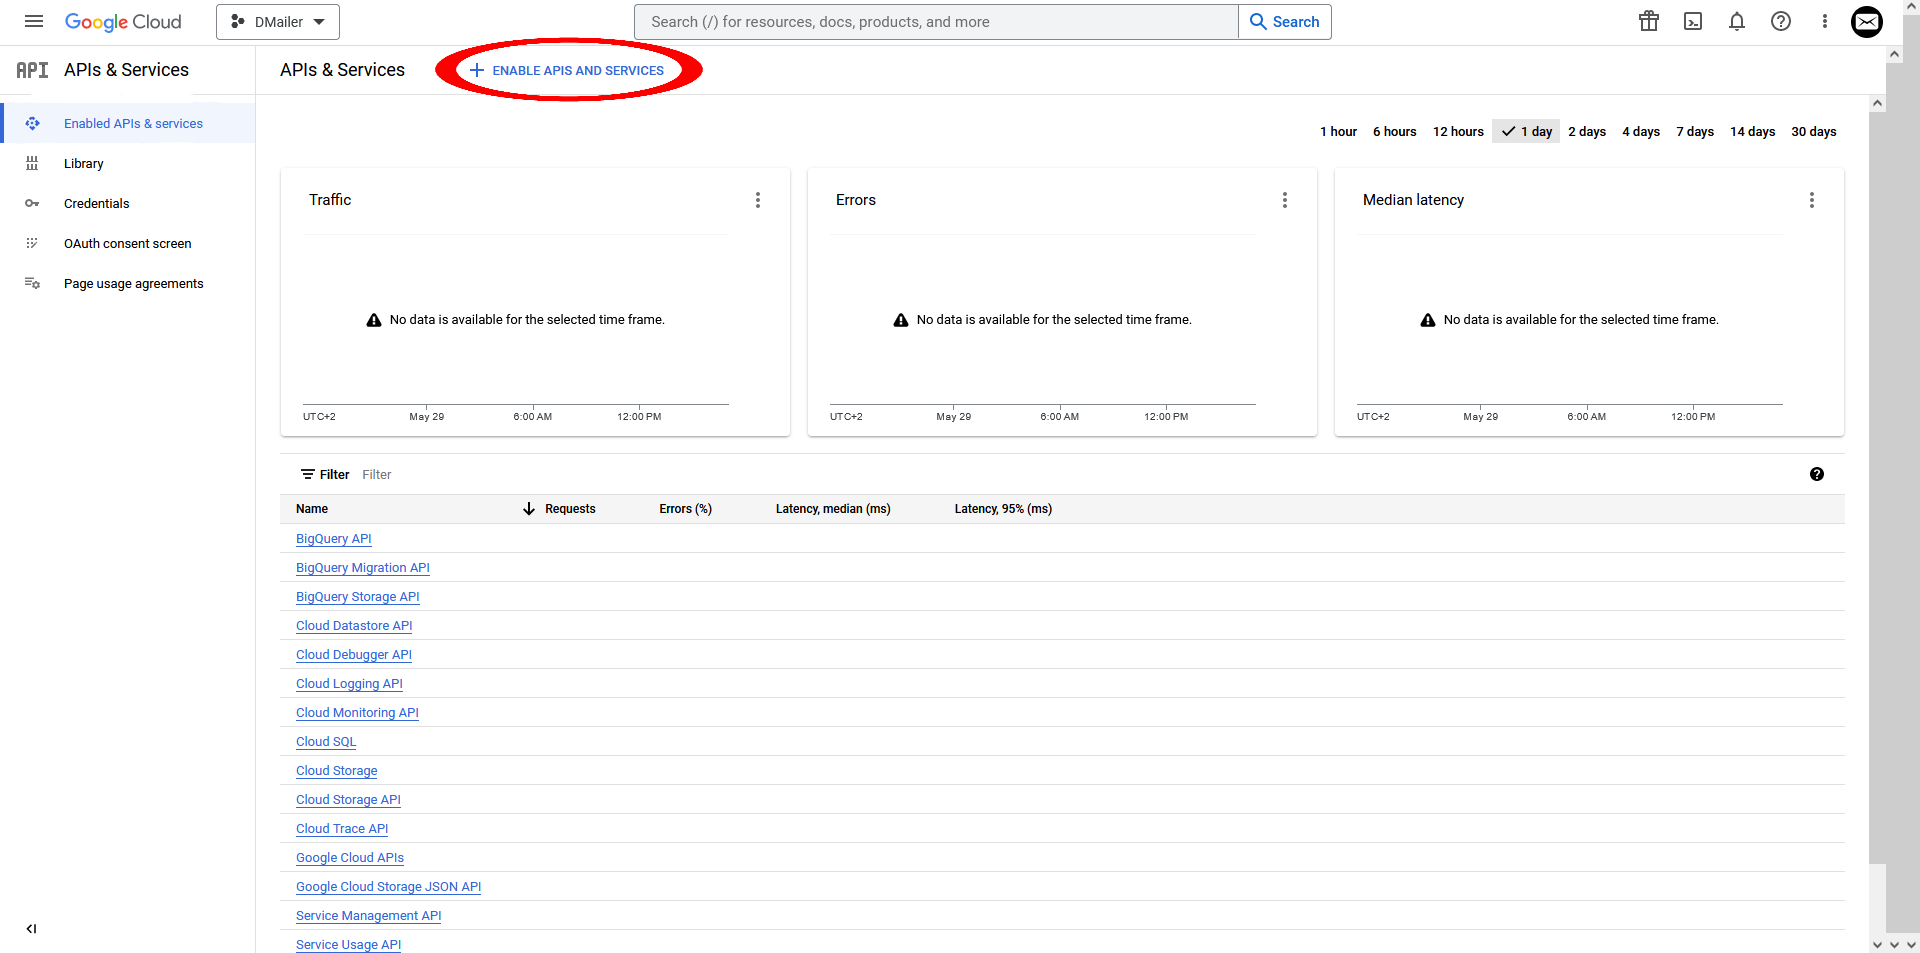 Google Cloud
DMailer
Search (/) for resources, docs, products, and more
Search
API
APIs & Services
APIs & Services
ENABLE APIS AND SERVICES
Enabled APIs & services
Library
Credentials
OAuth consent screen
Page usage agreements
1 hour 6 hours 12 hours 1 day 2 days 4 days 7 days 14 days 30 days
Traffic
No data is available for the selected time frame.
UTC+2 May 29 6:00 AM 12:00 PM
Errors
No data is available for the selected time frame.
UTC+2 May 29 6:00 AM 12:00 PM
Median latency
No data is available for the selected time frame.
UTC+2 May 29 6:00 AM 12:00 PM
Filter Filter
Name Requests Errors (%) Latency, median (ms) Latency, 95% (ms)
BigQuery API
BigQuery Migration API
BigQuery Storage API
Cloud Datastore API
Cloud Debugger API
Cloud Logging API
Cloud Monitoring API
Cloud SQL
Cloud Storage
Cloud Storage API
Cloud Trace API
Google Cloud APIs
Google Cloud Storage JSON API
Service Management API
Service Usage API